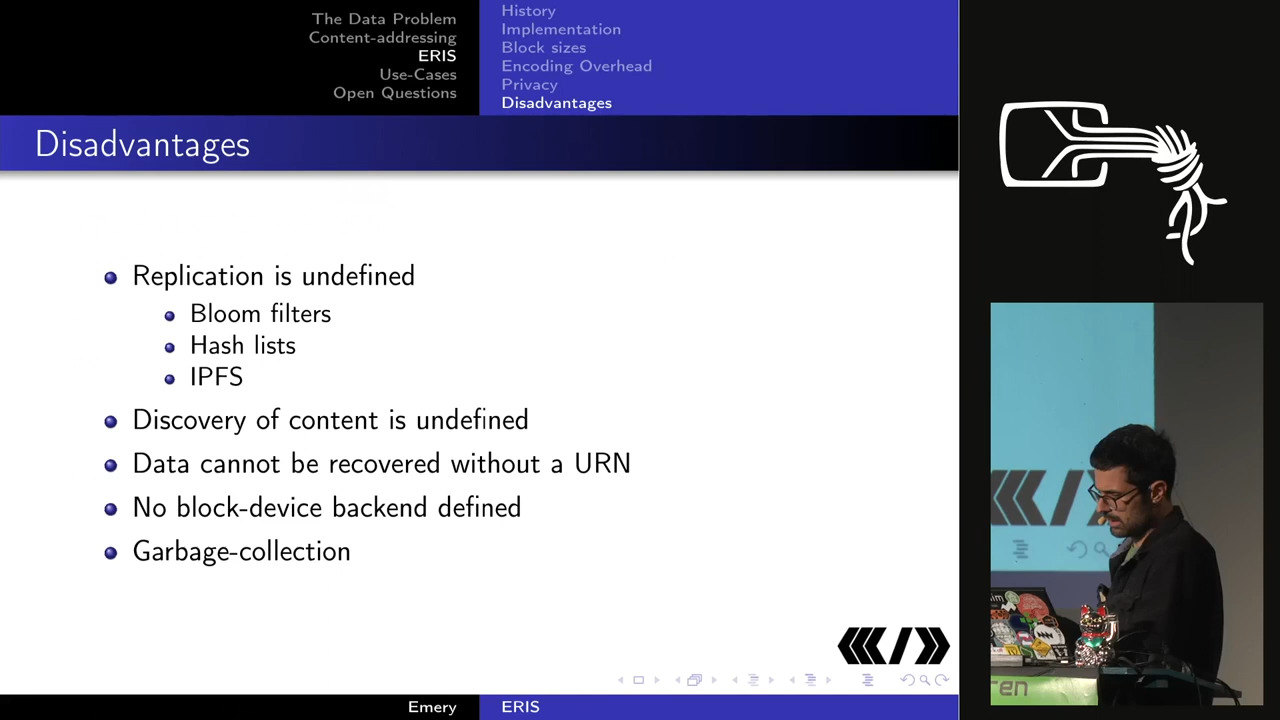 The Data Problem
Content-addressing
ERIS
Use-Cases
Open Questions
History
Implementation
Block sizes
Encoding Overhead
Privacy
Disadvantages
Disadvantages
Replication is undefined
Bloom filters
Hash lists
IPFS
Discovery of content is undefined
Data cannot be recovered without a URN
No block-device backend defined
Garbage-collection
Emery
ERIS